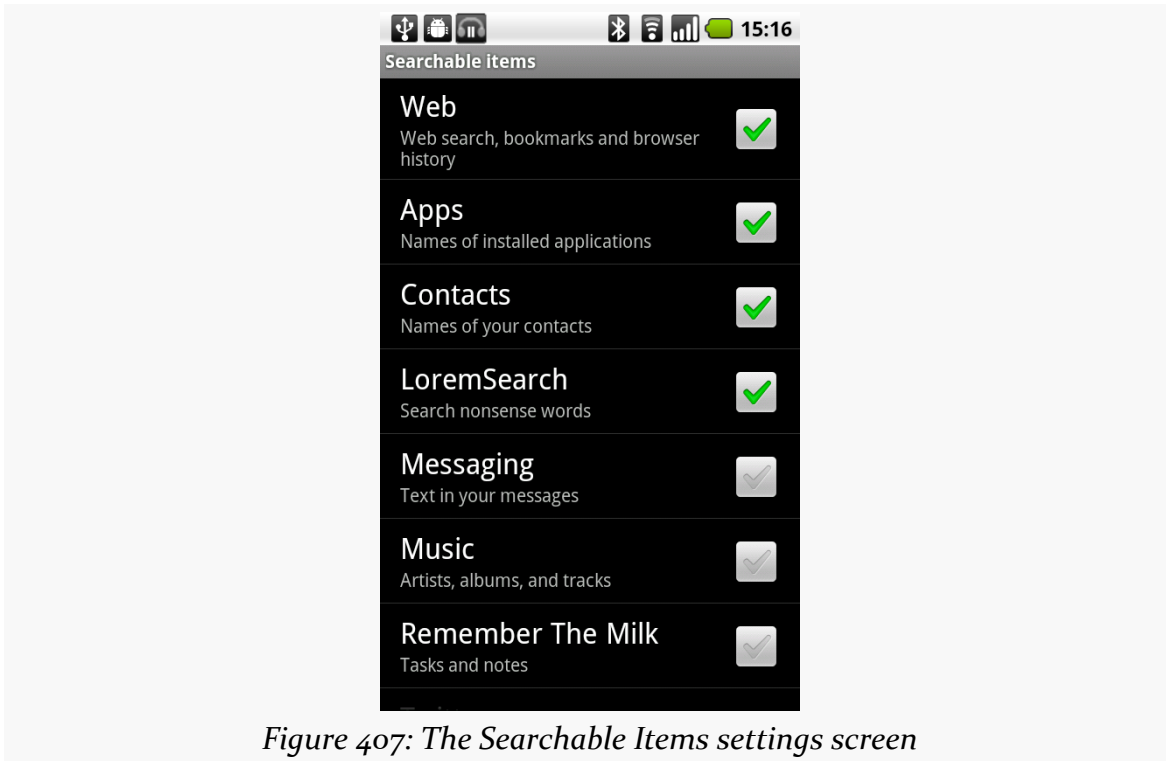 15:16
Searchable items
Web
Web search, bookmarks and browser
history
Apps
Names of installed applications
Contacts
Names of your contacts
LoremSearch
Search nonsense words
Messaging
Text in your messages
Music
Artists, albums, and tracks
Remember The Milk
Tasks and notes
Figure 407: The Searchable Items settings screen